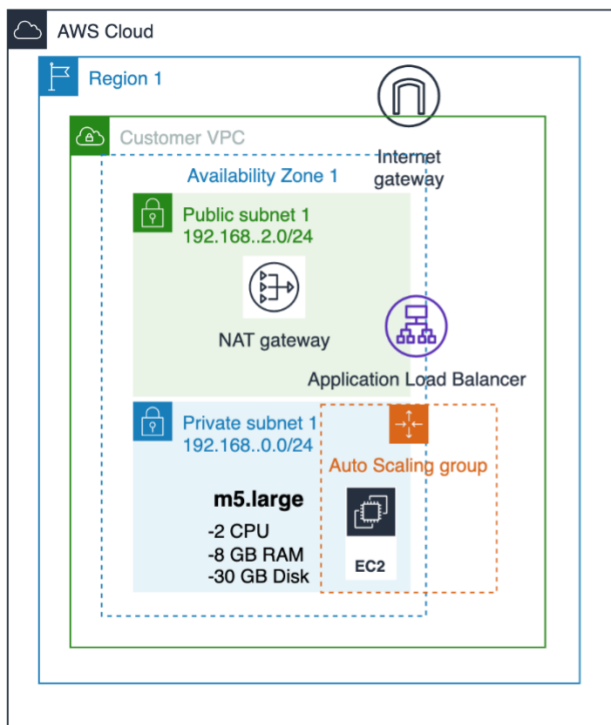 AWS Cloud
Region 1
Internet
gateway
Customer VPC
Availability Zone 1
Public subnet 1
192.168..2.0/24
NAT gateway
Application Load Balancer
Private subnet 1
192.168..0.0/24
Auto Scaling group
m5.large
-2 CPU
-8 GB RAM
-30 GB Disk
EC2